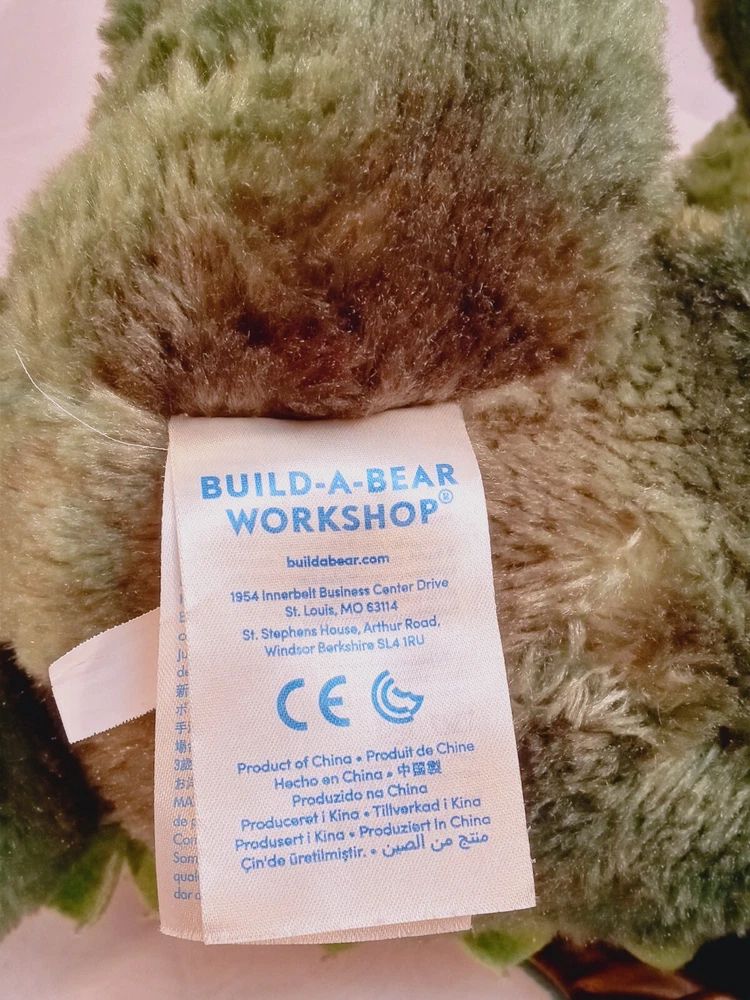 BUILD-A-BEAR
WORKSHOP®
buildabear.com
1954 Innerbelt Business Center Drive
St. Louis, MO 63114
St. Stephens House, Arthur Road,
Windsor Berkshire SL4 1RU
CE
Product of China • Produit de Chine
Hecho en China • 中國製
Produzido na China
Produceret i Kina • Tillverkad i Kina
Produsert i Kina • Produziert in China
Çin'de üretilmiştir. • منتج من الصين